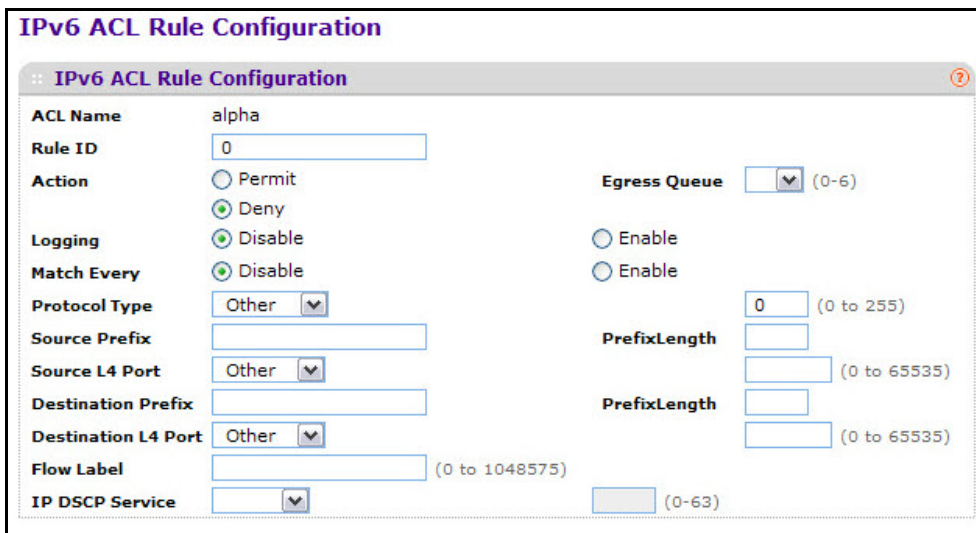 IPv6 ACL Rule Configuration
IPv6 ACL Rule Configuration ?
ACL Name alpha
Rule ID 0
Action Permit Egress Queue (0-6)
Deny
Logging Disable Enable
Match Every Disable Enable
Protocol Type Other 0 (0 to 255)
Source Prefix PrefixLength
Source L4 Port Other (0 to 65535)
Destination Prefix PrefixLength
Destination L4 Port Other (0 to 65535)
Flow Label (0 to 1048575)
IP DSCP Service (0-63)